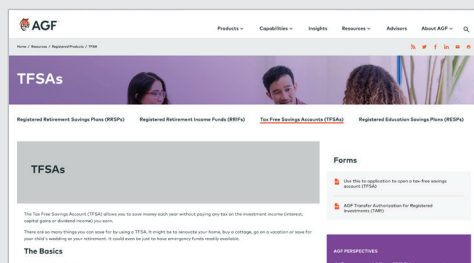 AGF
Products Capabilities Insights Resources Advisors About AGF
Home / Resources / Registered Products / TFSA
TFSAs
Registered Retirement Savings Plans (RRSPs) Registered Retirement Income Funds (RRIFs) Tax Free Savings Accounts (TFSAs) Registered Education Savings Plans (RESPs)
TFSAs
The Tax Free Savings Account (TFSA) allows you to save money each year without paying any tax on the investment income (interest,
capital gains or dividend income) you earn.
There are so many things you can save for by using a TFSA. It might be to renovate your home, buy a cottage, go on a vacation or save for
your child's wedding or your retirement. It could even be just to have emergency funds readily available.
The Basics
Forms
Use this to application to open a tax-free savings
account (TFSA)
AGF Transfer Authorization for Registered
Investments (TARI)
AGF PERSPECTIVES